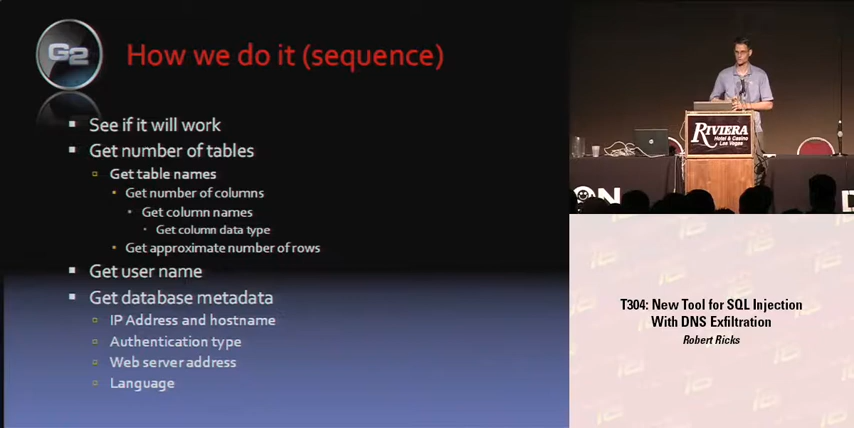 G2
How we do it (sequence)
See if it will work
Get number of tables
Get table names
Get number of columns
Get column names
Get column data type
Get approximate number of rows
Get user name
Get database metadata
IP Address and hostname
Authentication type
Web server address
Language
RIVIERA
Hotel & Casino
Las Vegas
ON
D
T304: New Tool for SQL Injection
With DNS Exfiltration
Robert Ricks